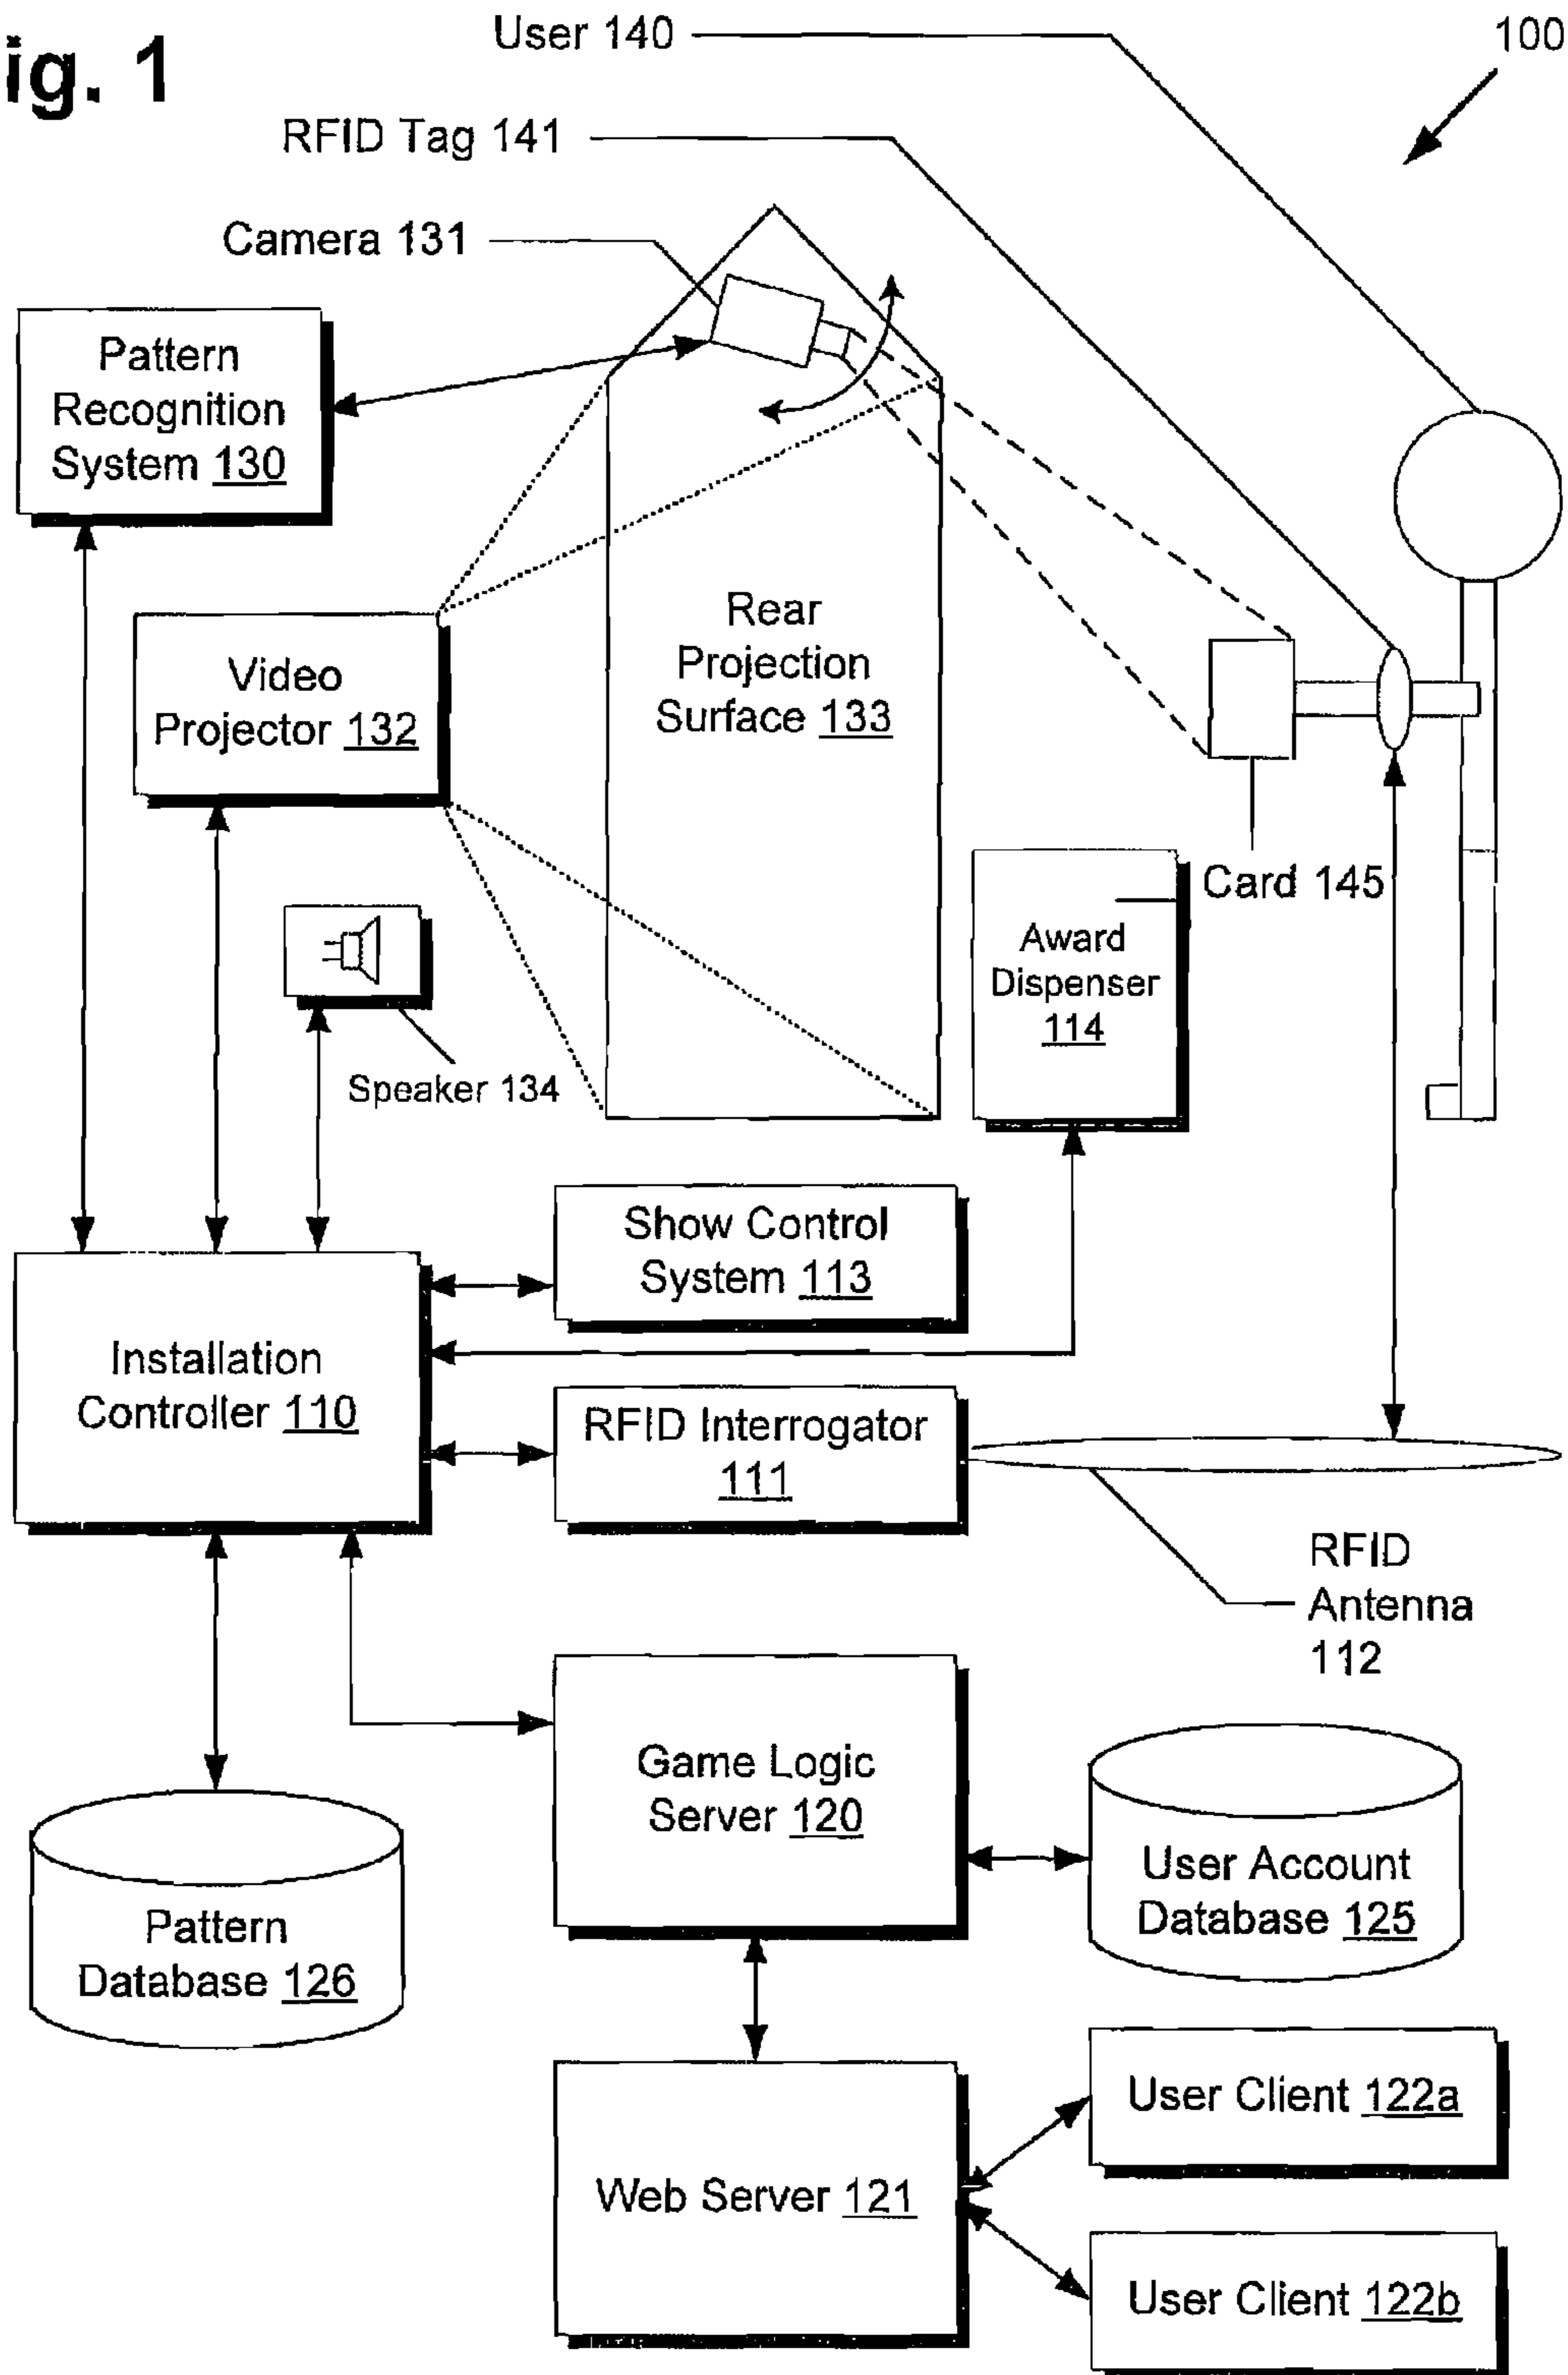 ig. 1
User 140
100
RFID Tag 141
Camera 131
Pattern
Recognition
System 130
Rear
Projection
Surface 133
Video
Projector 132
Card 145
Award
Dispenser
114
Speaker 134
Show Control
System 113
Installation
Controller 110
RFID Interrogator
111
RFID
Antenna
112
Game Logic
Server 120
User Account
Database 125
Pattern
Database 126
User Client 122a
Web Server 121
User Client 122b